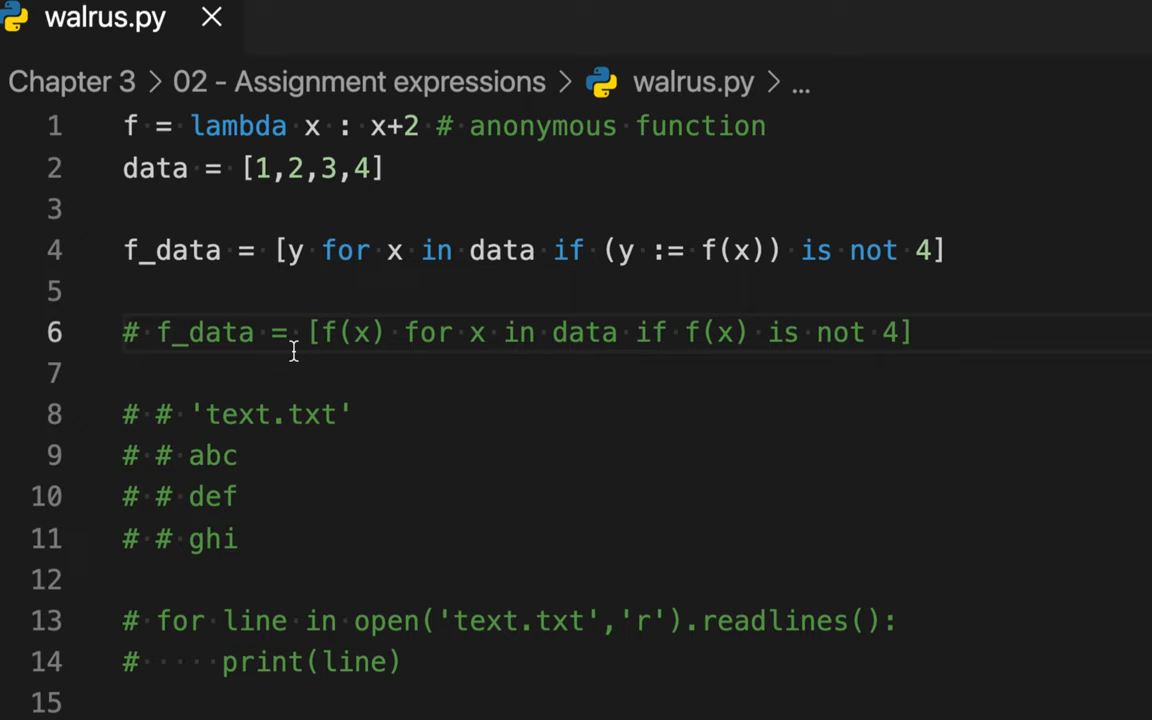 walrus.py
Chapter 3 > 02 - Assignment expressions > walrus.py > ...
1 f = lambda x : x+2 # anonymous function
2 data = [1,2,3,4]
3
4 f_data = [y for x in data if (y := f(x)) is not 4]
5
6 # f_data = [f(x) for x in data if f(x) is not 4]
7
8 # # 'text.txt'
9 # # abc
10 # # def
11 # # ghi
12
13 # for line in open('text.txt','r').readlines():
14 #     print(line)
15